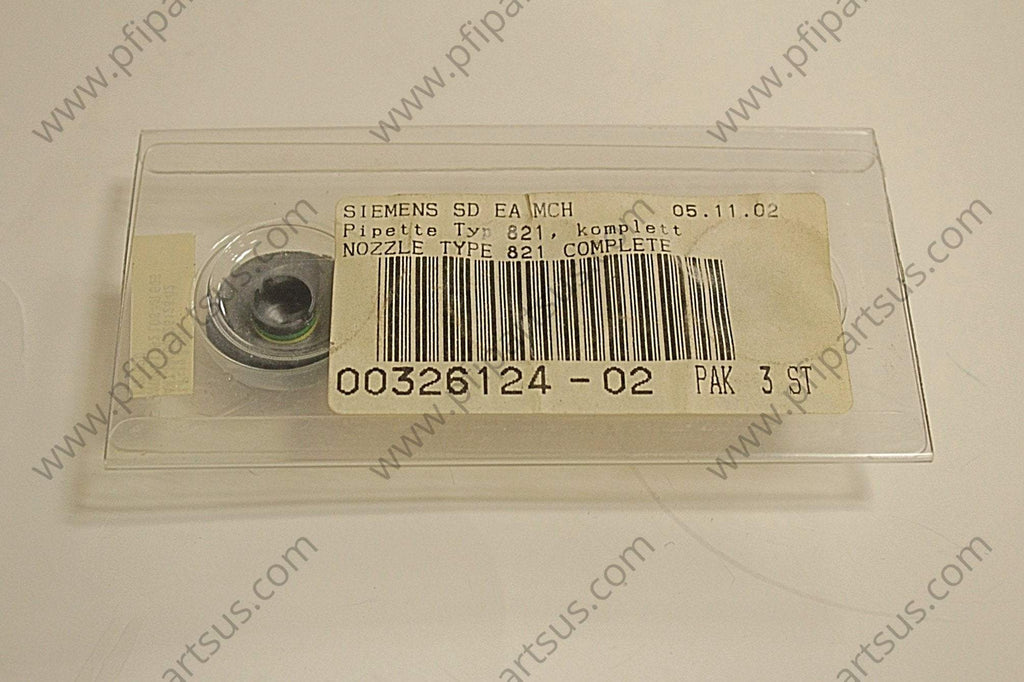 SIEMENS SD EA MCH 05.11.02
Pipette Typ 821, komplett
NOZZLE TYPE 821 COMPLETE
00326124 - 02 PAK 3 ST
www.pfipartsus.com